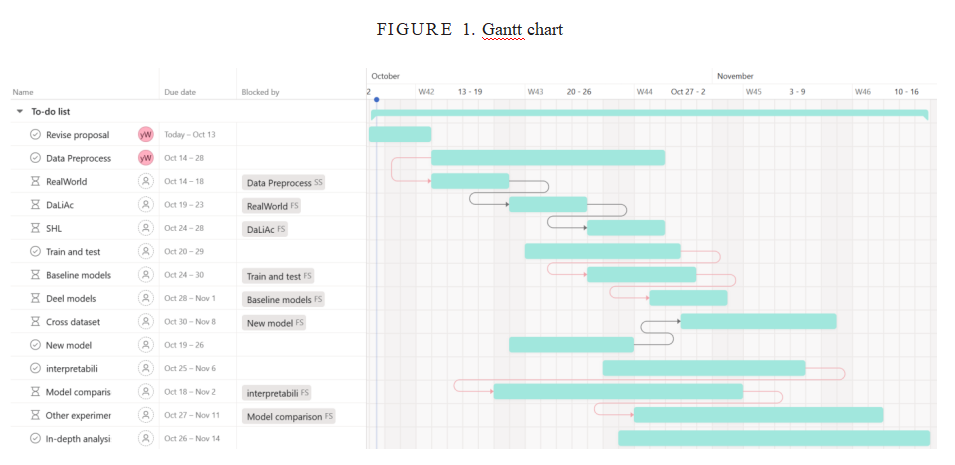 FIGURE 1. Gantt chart
October November
Name Due date Blocked by 2 W42 13 - 19 W43 20 - 26 W44 Oct 27 - 2 W45 3 - 9 W46 10 - 16
To-do list
Revise proposal yW Today – Oct 13
Data Preprocess yW Oct 14 – 28
RealWorld Oct 14 – 18 Data Preprocess SS
DaLiAc Oct 19 – 23 RealWorld FS
SHL Oct 24 – 28 DaLiAc FS
Train and test Oct 20 – 29
Baseline models Oct 24 – 30 Train and test FS
Deel models Oct 28 – Nov 1 Baseline models FS
Cross dataset Oct 30 – Nov 8 New model FS
New model Oct 19 – 26
interpretabili Oct 25 – Nov 6
Model comparis Oct 18 – Nov 2 interpretabili FS
Other experimer Oct 27 – Nov 11 Model comparison FS
In-depth analysi Oct 26 – Nov 14